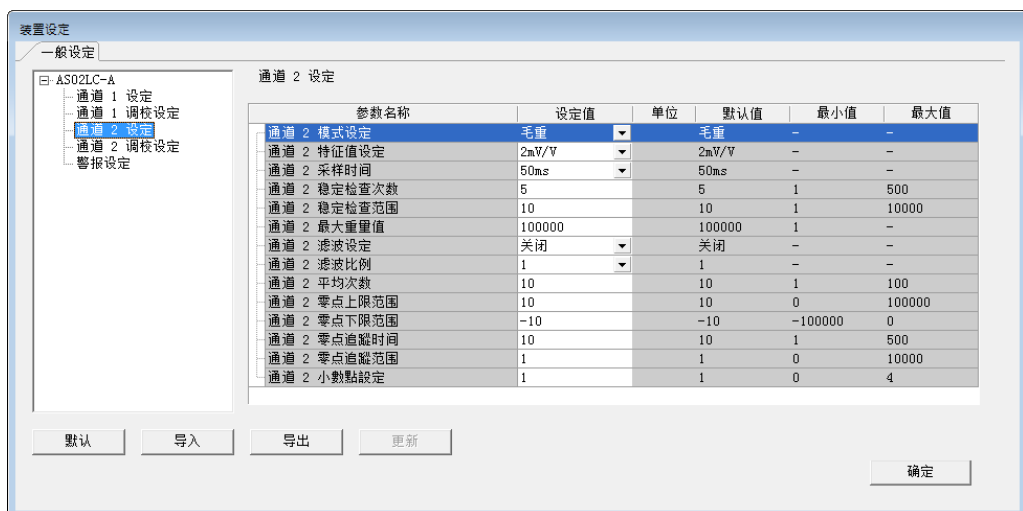 装置设定
一般设定
AS02LC-A
通道 1 设定
通道 1 调校设定
通道 2 设定
通道 2 调校设定
警报设定
通道 2 设定
参数名称 设定值 单位 默认值 最小值 最大值
通道 2 模式设定 毛重 毛重 - -
通道 2 特征值设定 2mV/V 2mV/V - -
通道 2 采样时间 50ms 50ms - -
通道 2 稳定检查次数 5 5 1 500
通道 2 稳定检查范围 10 10 1 10000
通道 2 最大重量值 100000 100000 1 -
通道 2 滤波设定 关闭 关闭 - -
通道 2 滤波比例 1 1 - -
通道 2 平均次数 10 10 1 100
通道 2 零点上限范围 10 10 0 100000
通道 2 零点下限范围 -10 -10 -100000 0
通道 2 零点追踪时间 10 10 1 500
通道 2 零点追踪范围 1 1 0 10000
通道 2 小數點設定 1 1 0 4
默认 导入 导出 更新
确定